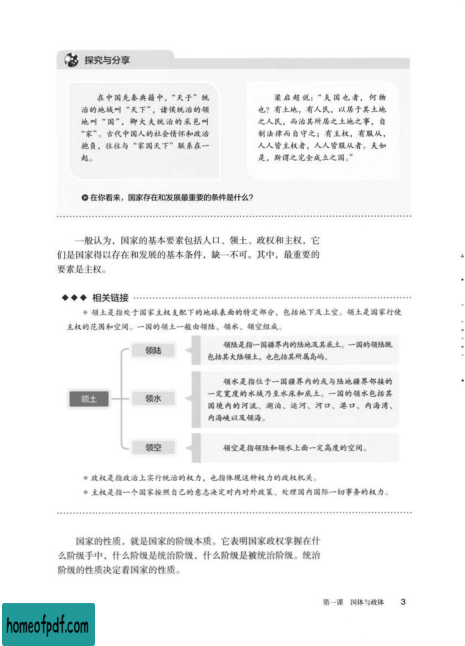 探究与分享
在中国先秦典籍中，“天子”统
治的地域叫“天下”，诸侯统治的领
地叫“国”，卿大夫统治的采邑叫
“家”。古代中国人的社会情怀和政治
抱负，往往与“家国天下”联系在一
起。
梁启超说：“夫国也者，何物
也？有土地，有人民，以居于其土地
之人民，而治其所居之土地之事，自
制法律而自守之；有主权，有服从，
人人皆主权者，人人皆服从者。夫如
是，斯谓之完全成立之国。”
在你看来，国家存在和发展最重要的条件是什么？
一般认为，国家的基本要素包括人口、领土、政权和主权，它
们是国家得以存在和发展的基本条件，缺一不可。其中，最重要的
要素是主权。
◆◆◆ 相关链接
＊ 领土是指处于国家主权支配下的地球表面的特定部分，包括地下及上空。领土是国家行使
主权的范围和空间。一国的领土一般由领陆、领水、领空组成。
领土
领陆
领陆是指一国疆界内的陆地及其底土。一国的领陆既
包括其大陆领土，也包括其所属岛屿。
领水
领水是指位于一国疆界内的或与陆地疆界邻接的
一定宽度的水域乃至水床和底土。一国的领水包括其
国境内的河流、湖泊、运河、河口、港口、内海湾、
内海峡以及领海。
领空
领空是指领陆和领水上面一定高度的空间。
＊ 政权是指政治上实行统治的权力，也指体现这种权力的政权机关。
＊ 主权是指一个国家按照自己的意志决定对内对外政策、处理国内国际一切事务的权力。
国家的性质，就是国家的阶级本质。它表明国家政权掌握在什
么阶级手中，什么阶级是统治阶级，什么阶级是被统治阶级。统治
阶级的性质决定着国家的性质。
第一课 国体与政体 3
homeofpdf.com